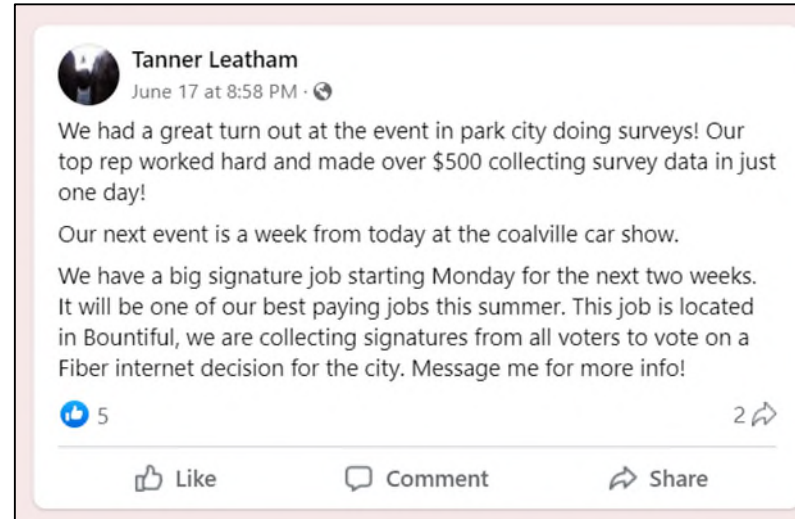 Tanner Leatham
June 17 at 8:58 PM ·
We had a great turn out at the event in park city doing surveys! Our
top rep worked hard and made over $500 collecting survey data in just
one day!
Our next event is a week from today at the coalville car show.
We have a big signature job starting Monday for the next two weeks.
It will be one of our best paying jobs this summer. This job is located
in Bountiful, we are collecting signatures from all voters to vote on a
Fiber internet decision for the city. Message me for more info!
5
2
Like Comment Share